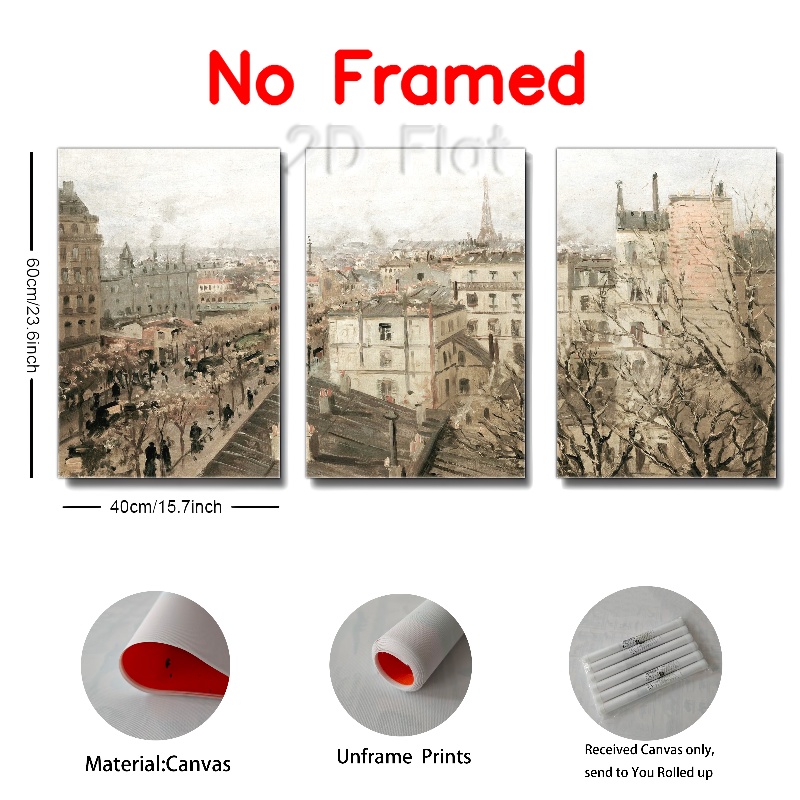 No Framed
2D Flat
60cm/23.6inch
40cm/15.7inch
Material:Canvas
Unframe Prints
Received Canvas only,
send to You Rolled up